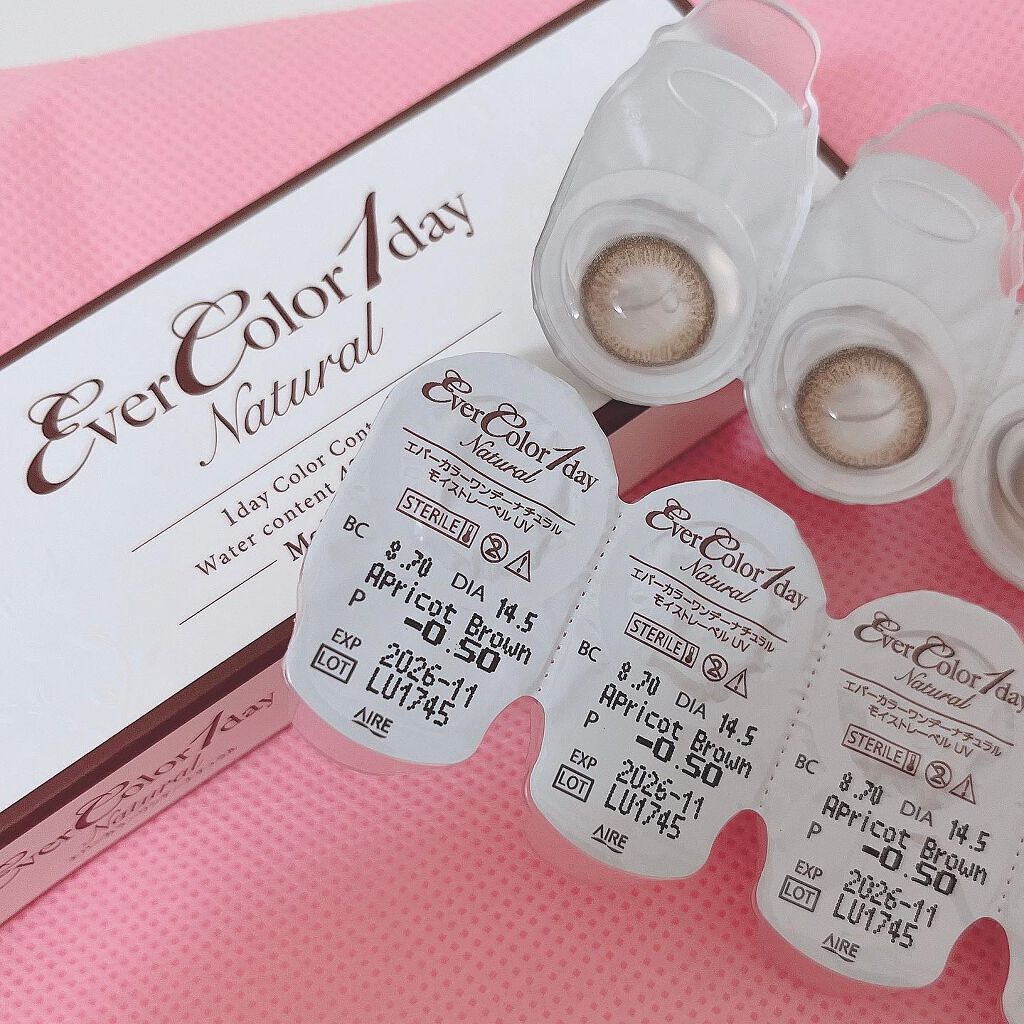 EverColor1day
Natural
1day Color Cont
Water content 
EverColor1day
Natural
EverColor1day
Natural
エバーカラーワンデーナチュラル
モイストレーベル UV
STERILE
BC 8.70 DIA 14.5
Apricot Brown
P -0.50
EXP 2026-11
LOT LU1745
AIRE
EverColor1day
Natural
エバーカラーワンデーナチュラル
モイストレーベル UV
STERILE
BC 8.70 DIA 14.5
Apricot Brown
P -0.50
EXP 2026-11
LOT LU1745
AIRE
EverColor1day
Natural
エバーカラーワンデーナチュラル
モイストレーベル UV
STERILE
BC 8.70 DIA 14.5
Apricot Brown
P -0.50
EXP 2026-11
LOT LU1745
AIRE